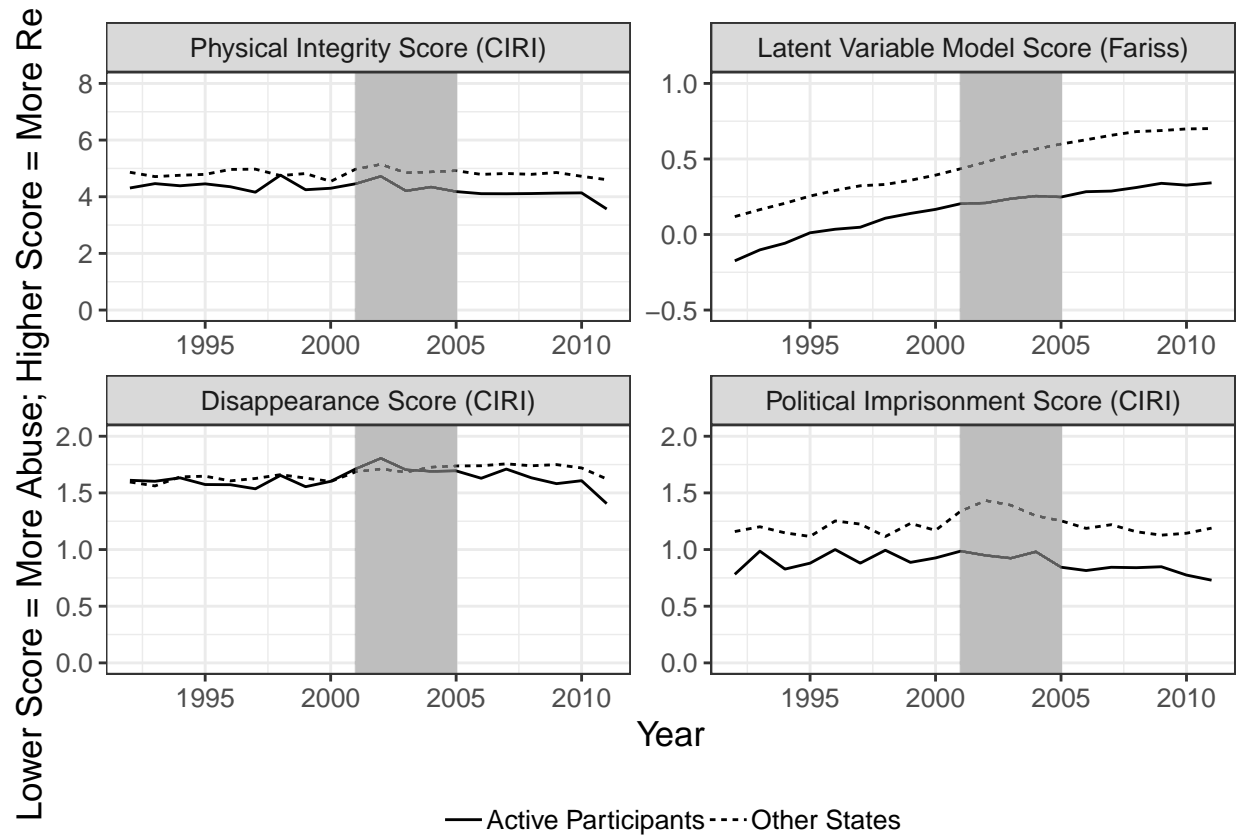 Lower Score = More Abuse; Higher Score = More Re
Physical Integrity Score (CIRI)
8
6
4
2
0
1995 2000 2005 2010
Latent Variable Model Score (Fariss)
1.0
0.5
0.0
−0.5
1995 2000 2005 2010
Disappearance Score (CIRI)
2.0
1.5
1.0
0.5
0.0
1995 2000 2005 2010
Political Imprisonment Score (CIRI)
2.0
1.5
1.0
0.5
0.0
1995 2000 2005 2010
Year
Active Participants Other States